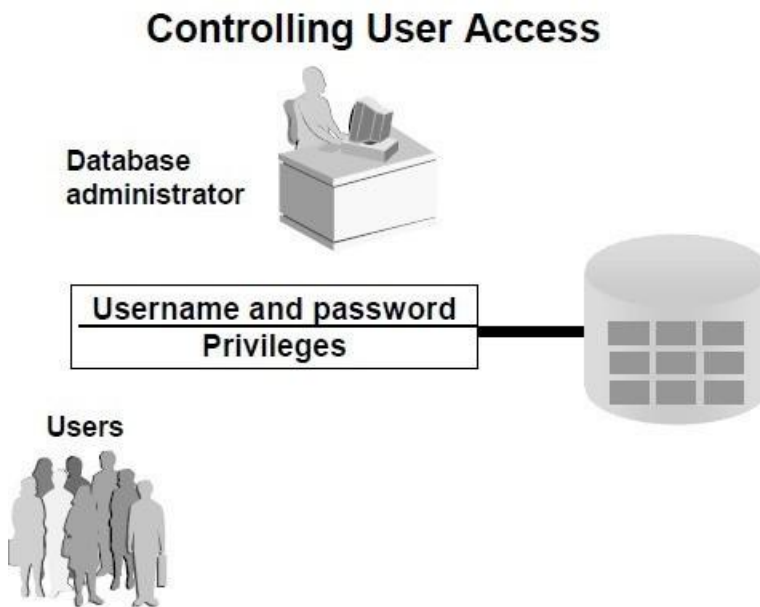 Controlling User Access
Database
administrator
Username and password
Privileges
Users